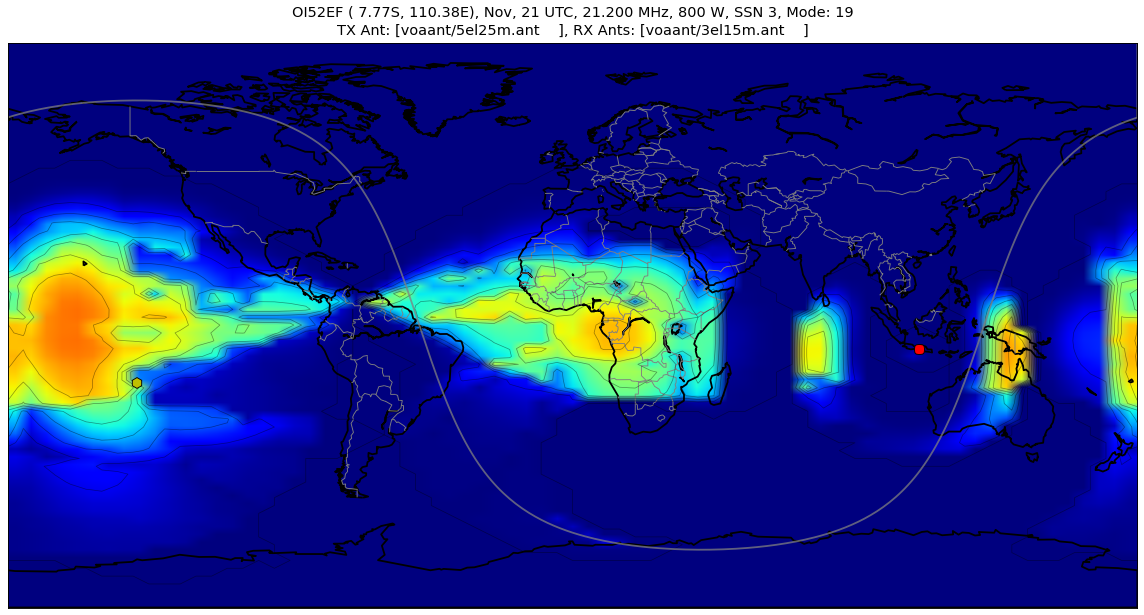 OI52EF ( 7.77S, 110.38E), Nov, 21 UTC, 21.200 MHz, 800 W, SSN 3, Mode: 19
TX Ant: [voaant/5el25m.ant    ], RX Ants: [voaant/3el15m.ant    ]